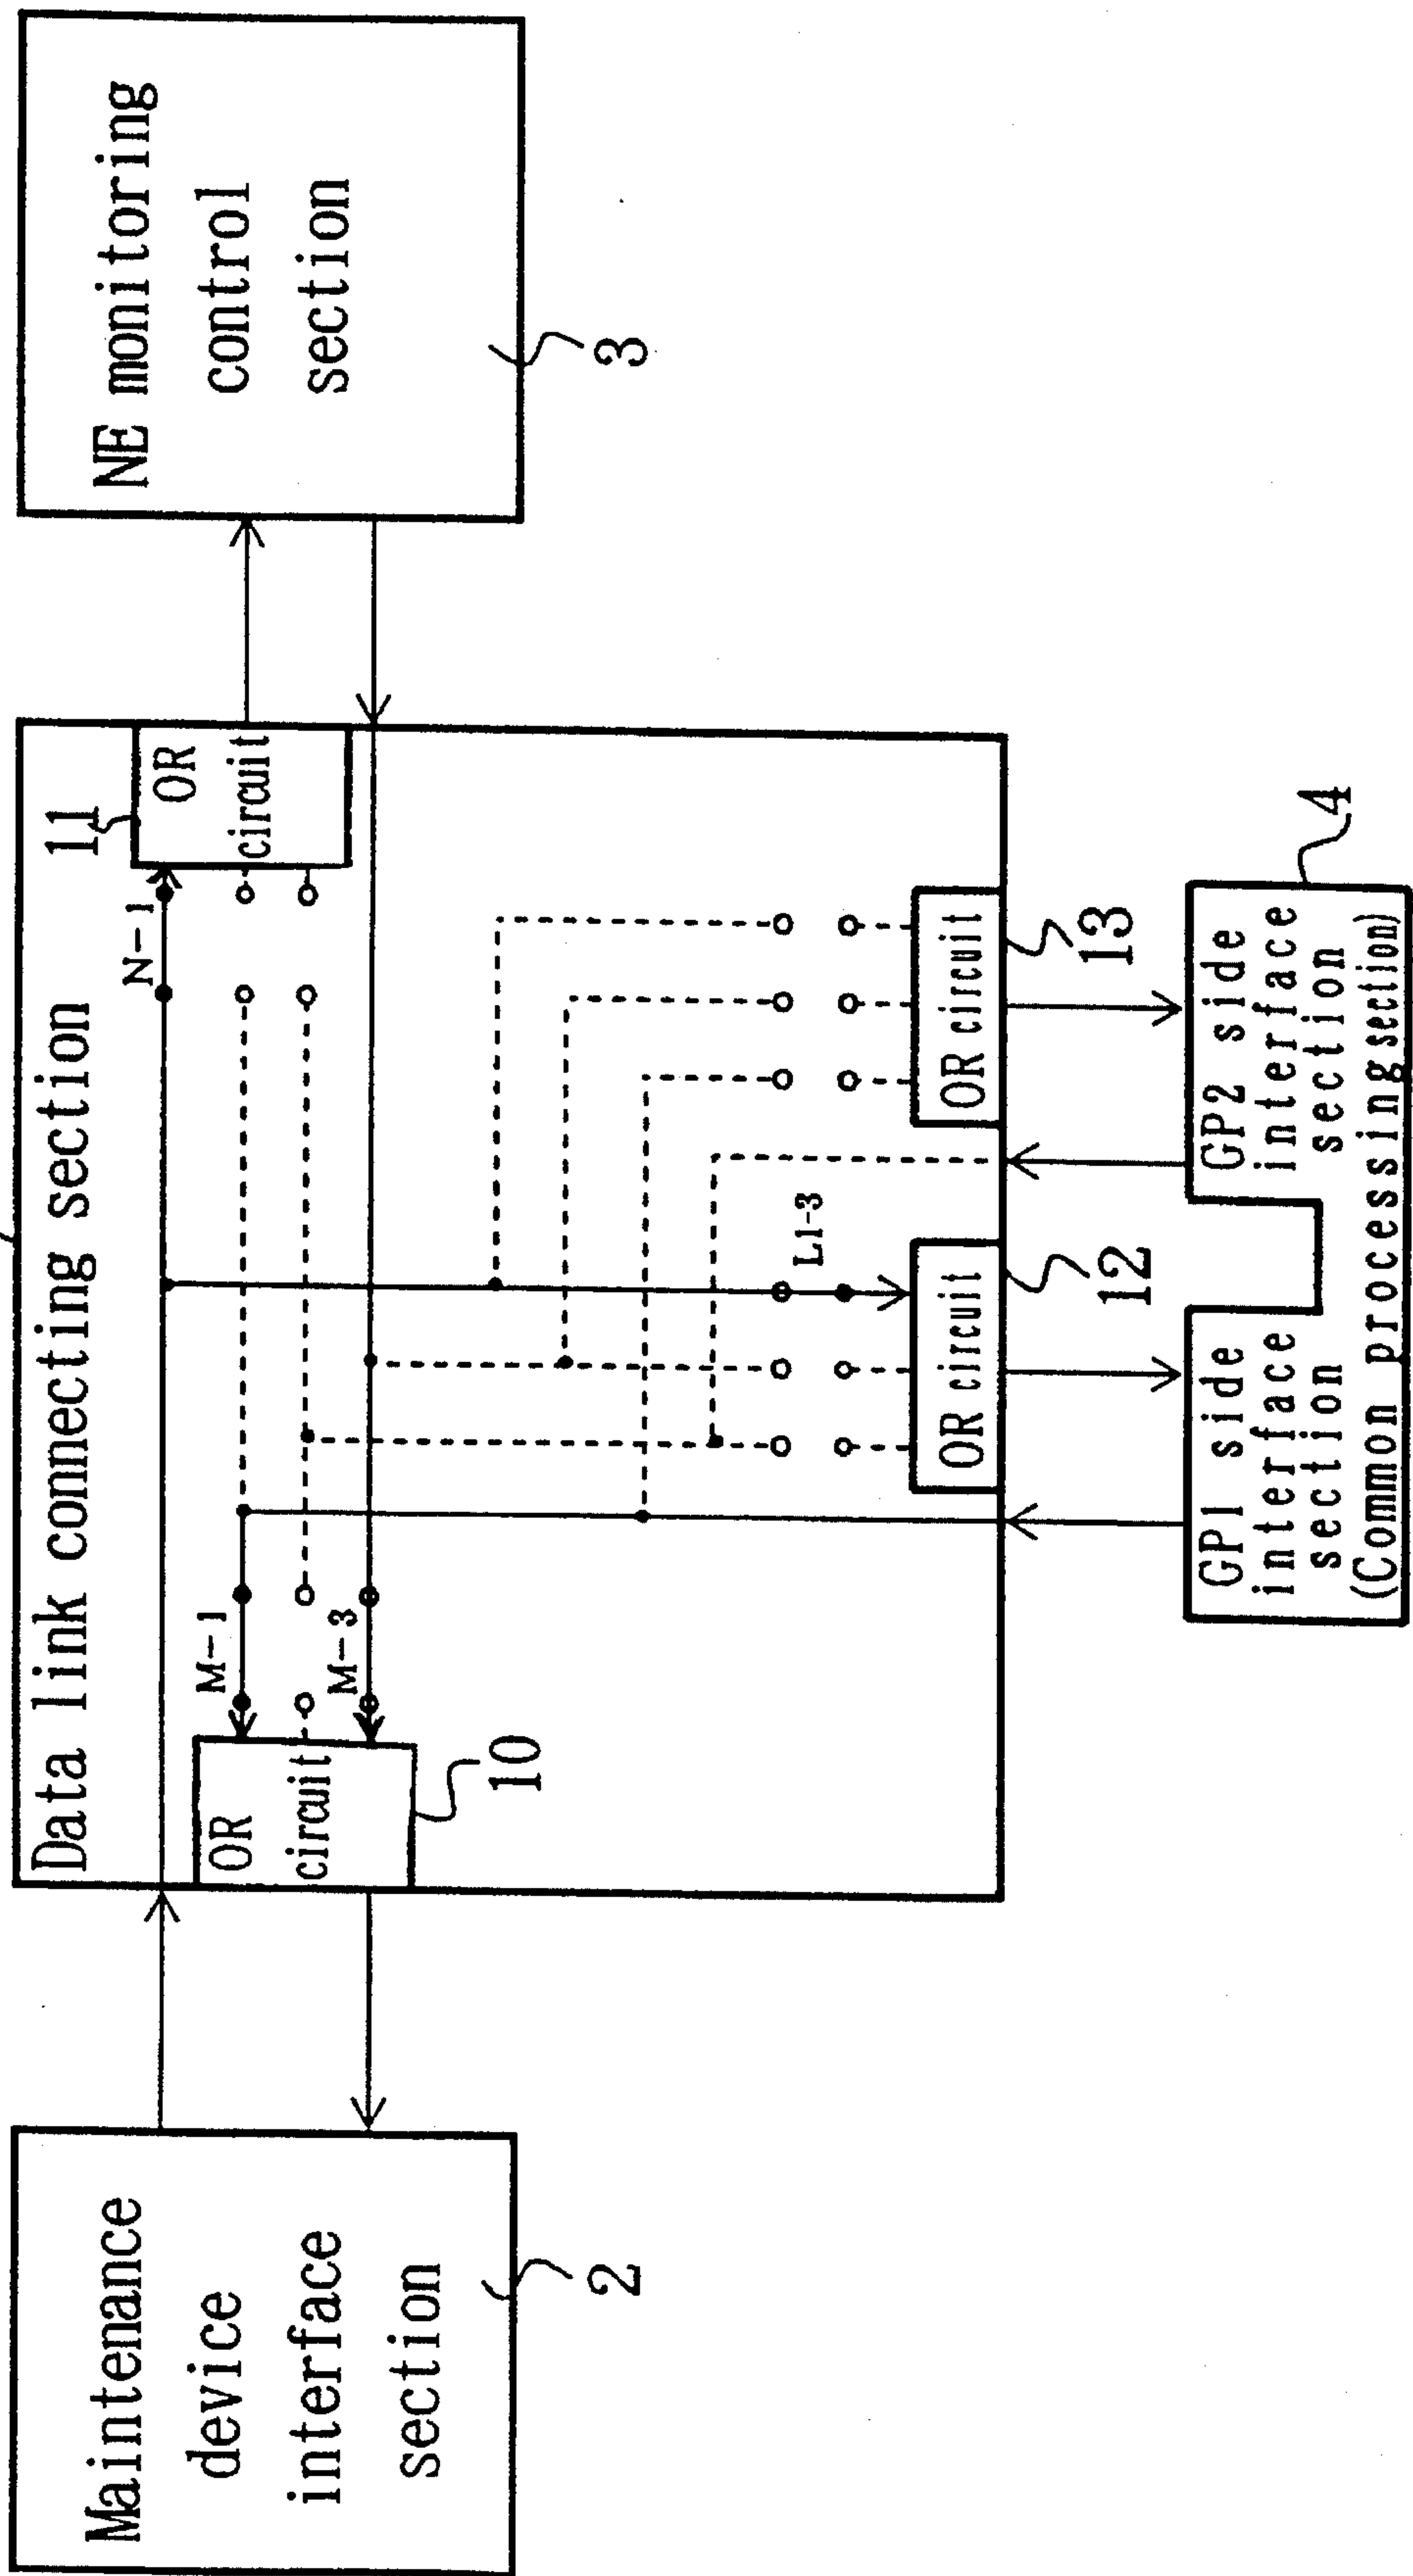 Maintenance
device
interface
section
2
Data link connecting section
OR
circuit
10
M-1
M-3
N-1
11
OR
circuit
L1-3
OR circuit
12
OR circuit
13
NE monitoring
control
section
3
GP1 side
interface
section
GP2 side
interface
section
(Common processing section)
4